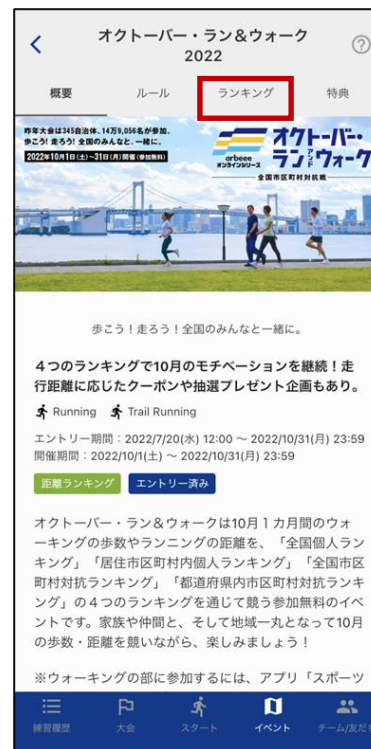 オクトーバー・ラン＆ウォーク
2022
概要
ルール
ランキング
特典
昨年大会は345自治体、14万9,056名が参加。
歩こう! 走ろう! 全国のみんなと、一緒に。
2022年10月1日(土)~31日(月)開催(参加無料)
arbeee
オンラインシリーズ
オクトーバー・
ランアンドウォーク
全国市区町村対抗戦
歩こう！走ろう！全国のみんなと一緒に。
４つのランキングで10月のモチベーションを継続！走
行距離に応じたクーポンや抽選プレゼント企画もあり。
Running
Trail Running
エントリー期間：2022/7/20(水) 12:00 ～ 2022/10/31(月) 23:59
開催期間：2022/10/1(土) ～ 2022/10/31(月) 23:59
距離ランキング
エントリー済み
オクトーバー・ラン＆ウォークは10月１カ月間のウォ
ーキングの歩数やランニングの距離を、「全国個人ラン
キング」「居住市区町村内個人ランキング」「全国市区
町村対抗ランキング」「都道府県内市区町村対抗ランキ
ング」の４つのランキングを通じて競う参加無料のイベ
ントです。家族や仲間と、そして地域一丸となって10月
の歩数・距離を競いながら、楽しみましょう！
※ウォーキングの部に参加するには、アプリ「スポーツ
練習履歴
大会
スタート
イベント
チーム/友だち